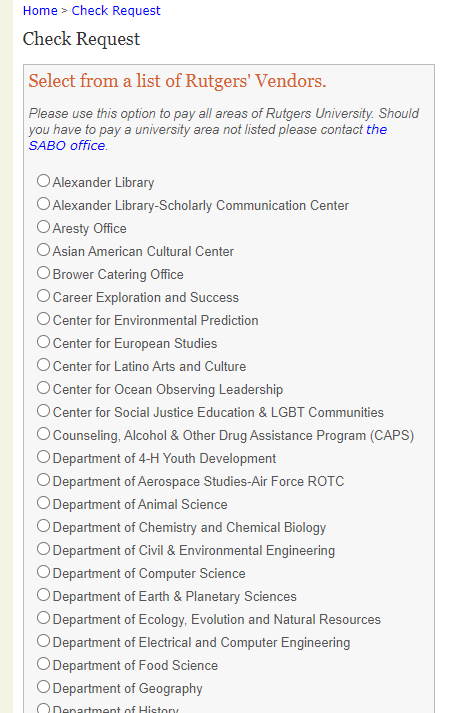 Home > Check Request
Check Request
Select from a list of Rutgers' Vendors.
Please use this option to pay all areas of Rutgers University. Should
you have to pay a university area not listed please contact the
SABO office.
Alexander Library
Alexander Library-Scholarly Communication Center
Aresty Office
Asian American Cultural Center
Brower Catering Office
Career Exploration and Success
Center for Environmental Prediction
Center for European Studies
Center for Latino Arts and Culture
Center for Ocean Observing Leadership
Center for Social Justice Education & LGBT Communities
Counseling, Alcohol & Other Drug Assistance Program (CAPS)
Department of 4-H Youth Development
Department of Aerospace Studies-Air Force ROTC
Department of Animal Science
Department of Chemistry and Chemical Biology
Department of Civil & Environmental Engineering
Department of Computer Science
Department of Earth & Planetary Sciences
Department of Ecology, Evolution and Natural Resources
Department of Electrical and Computer Engineering
Department of Food Science
Department of Geography
Department of History